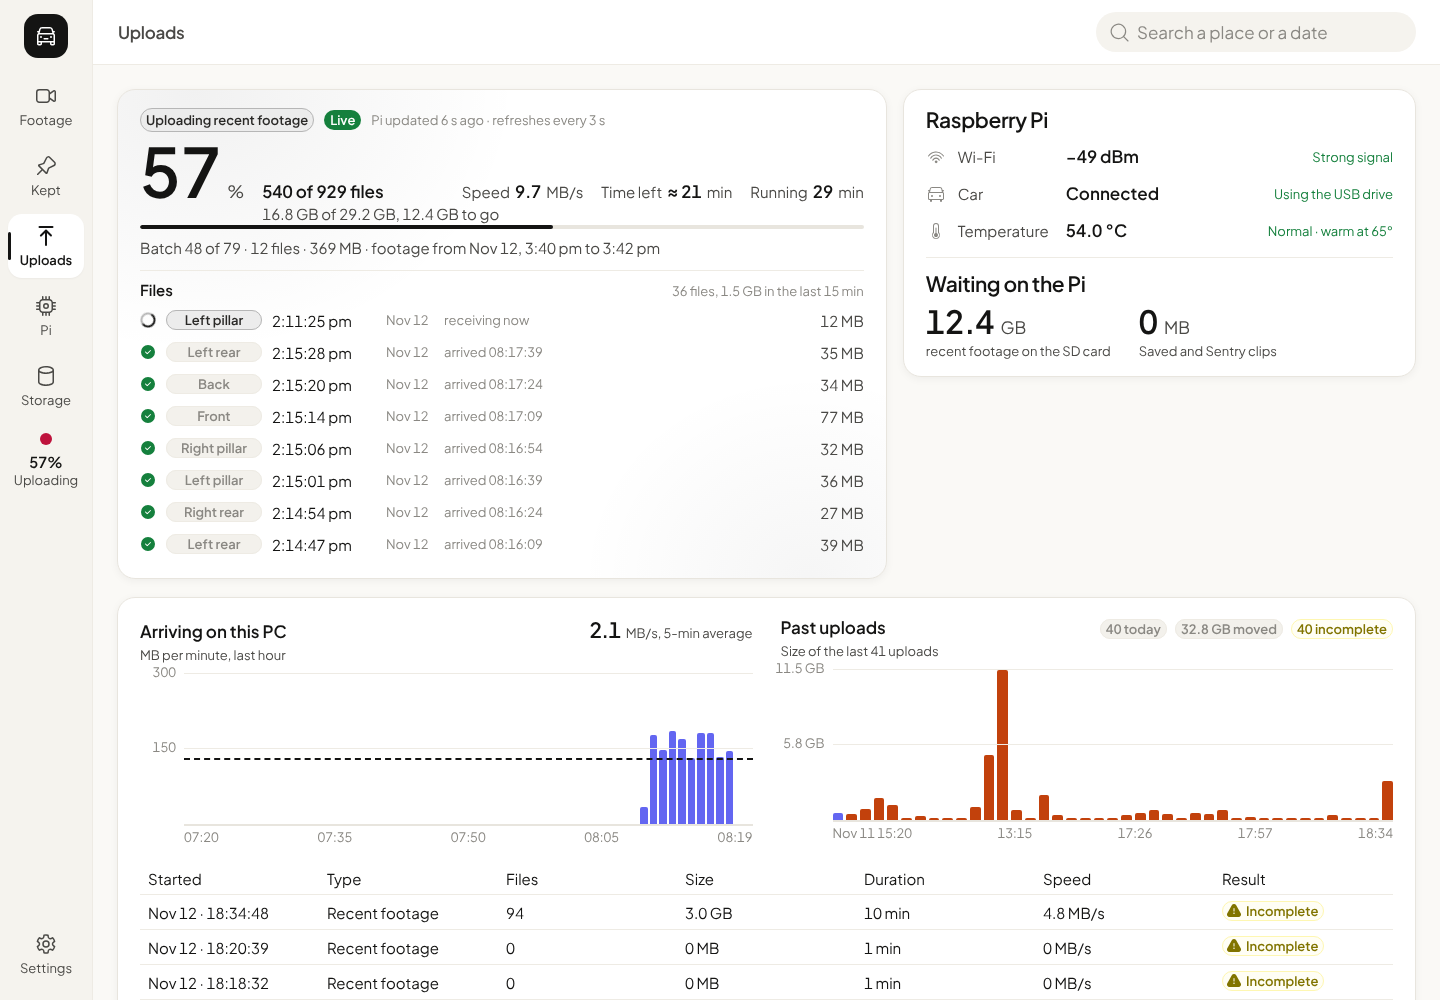 Uploads
Search a place or a date
Footage
Kept
Uploads
Pi
Storage
57%
Uploading
Settings
Uploading recent footage
Live
Pi updated 6 s ago · refreshes every 3 s
57 %
540 of 929 files
Speed 9.7 MB/s
Time left ≈ 21 min
Running 29 min
16.8 GB of 29.2 GB, 12.4 GB to go
Batch 48 of 79 · 12 files · 369 MB · footage from Nov 12, 3:40 pm to 3:42 pm
Files
36 files, 1.5 GB in the last 15 min
Left pillar 2:11:25 pm Nov 12 receiving now 12 MB
Left rear 2:15:28 pm Nov 12 arrived 08:17:39 35 MB
Back 2:15:20 pm Nov 12 arrived 08:17:24 34 MB
Front 2:15:14 pm Nov 12 arrived 08:17:09 77 MB
Right pillar 2:15:06 pm Nov 12 arrived 08:16:54 32 MB
Left pillar 2:15:01 pm Nov 12 arrived 08:16:39 36 MB
Right rear 2:14:54 pm Nov 12 arrived 08:16:24 27 MB
Left rear 2:14:47 pm Nov 12 arrived 08:16:09 39 MB
Raspberry Pi
Wi-Fi −49 dBm Strong signal
Car Connected Using the USB drive
Temperature 54.0 °C Normal · warm at 65°
Waiting on the Pi
12.4 GB
recent footage on the SD card
0 MB
Saved and Sentry clips
Arriving on this PC
2.1 MB/s, 5-min average
MB per minute, last hour
300
150
07:20 07:35 07:50 08:05 08:19
Past uploads
40 today
32.8 GB moved
40 incomplete
Size of the last 41 uploads
11.5 GB
5.8 GB
Nov 11 15:20 13:15 17:26 17:57 18:34
Started Type Files Size Duration Speed Result
Nov 12 · 18:34:48 Recent footage 94 3.0 GB 10 min 4.8 MB/s Incomplete
Nov 12 · 18:20:39 Recent footage 0 0 MB 1 min 0 MB/s Incomplete
Nov 12 · 18:18:32 Recent footage 0 0 MB 1 min 0 MB/s Incomplete